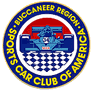 BUCCANEER REGION
SPORTS CAR CLUB OF AMERICA